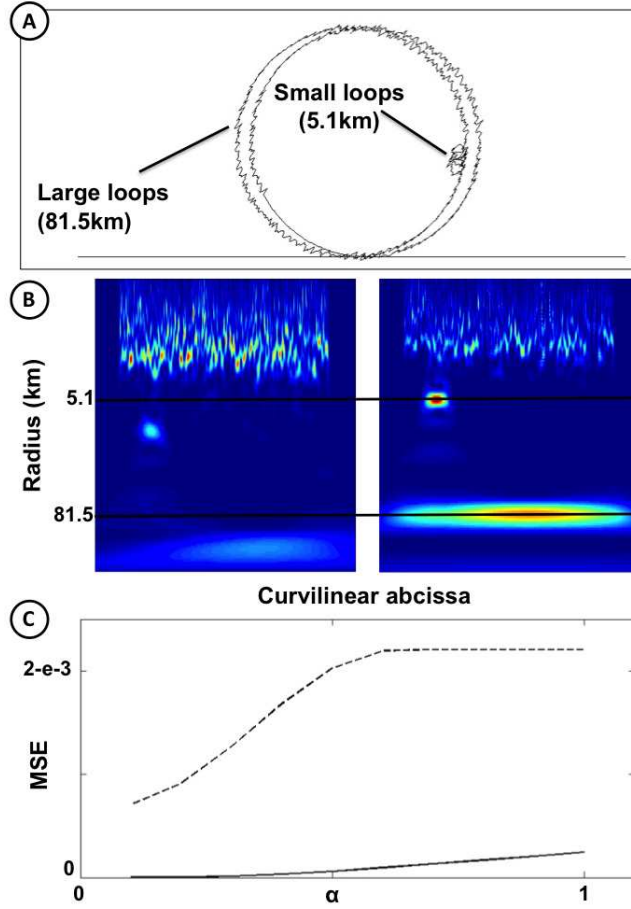 A
Small loops
(5.1km)
Large loops
(81.5km)
B
Radius (km)
5.1
81.5
Curvilinear abcissa
C
2-e-3
MSE
0
0
α
1